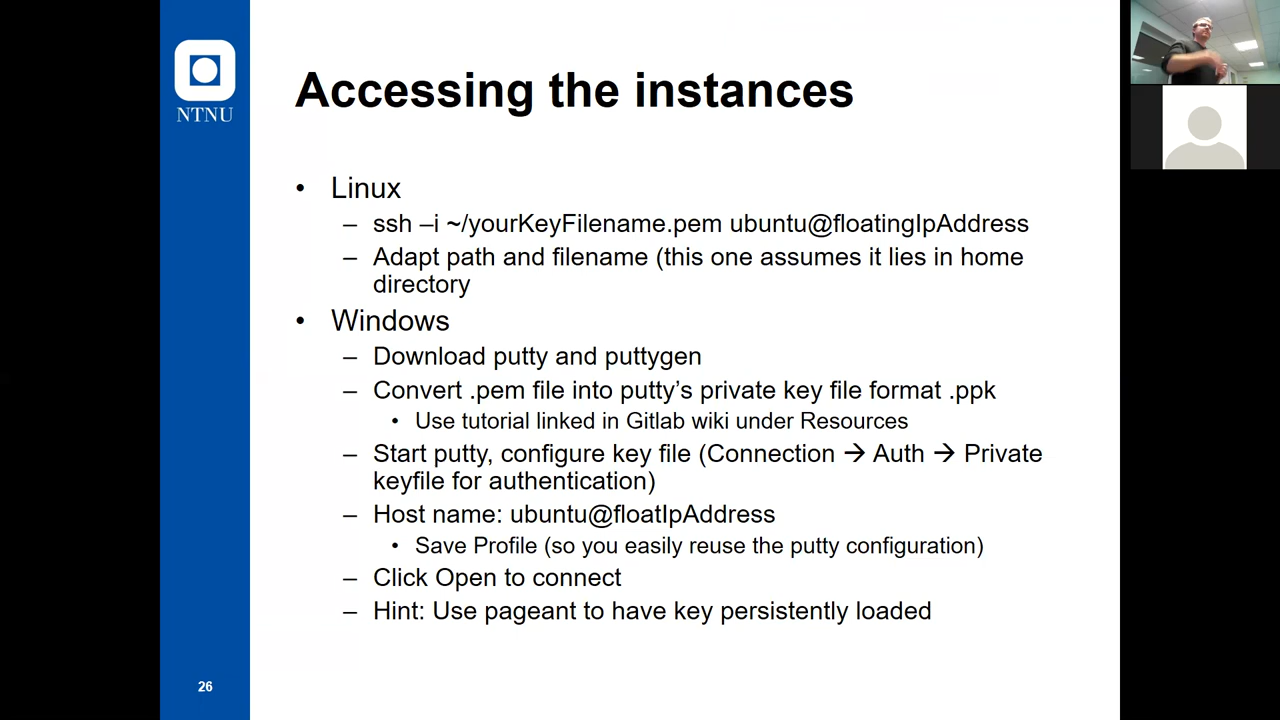 NTNU
Accessing the instances
• Linux
– ssh –i ~/yourKeyFilename.pem ubuntu@floatingIpAddress
– Adapt path and filename (this one assumes it lies in home
directory
• Windows
– Download putty and puttygen
– Convert .pem file into putty’s private key file format .ppk
• Use tutorial linked in Gitlab wiki under Resources
– Start putty, configure key file (Connection → Auth → Private
keyfile for authentication)
– Host name: ubuntu@floatIpAddress
• Save Profile (so you easily reuse the putty configuration)
– Click Open to connect
– Hint: Use pageant to have key persistently loaded
26